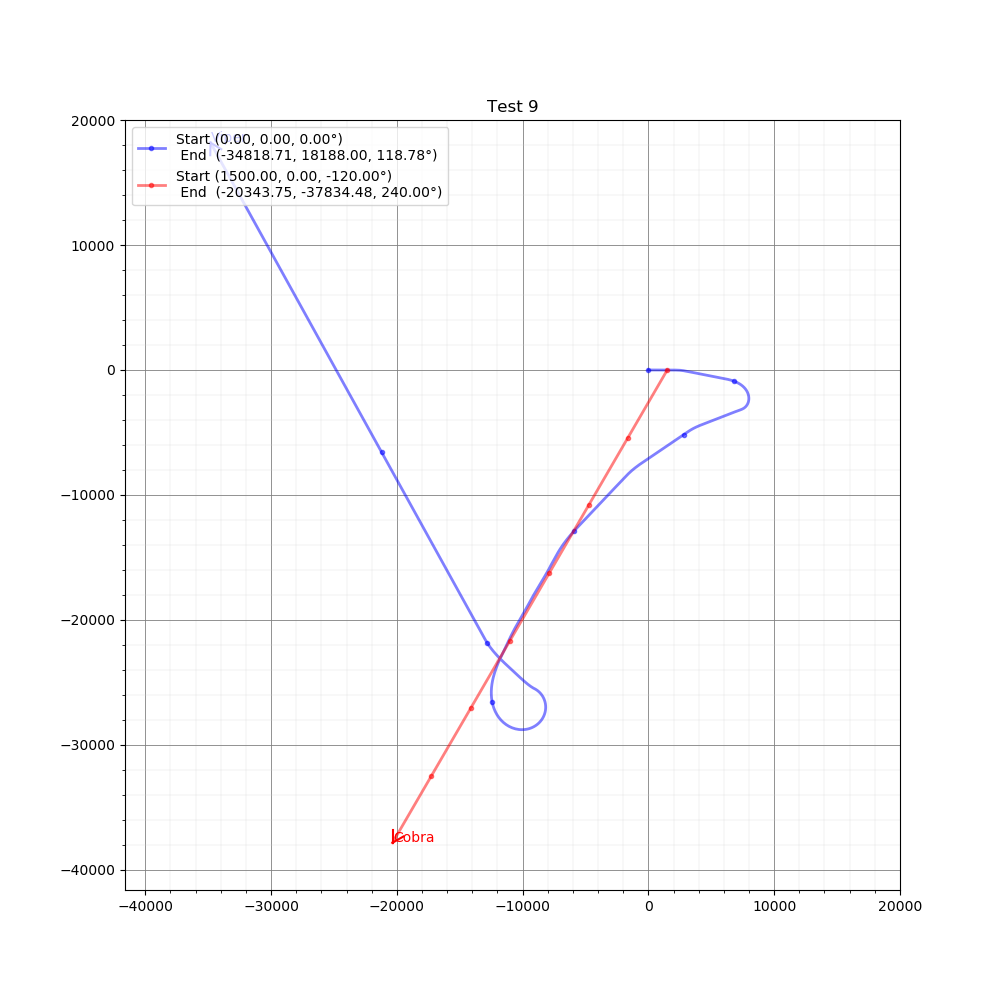 Test 9
Start (0.00, 0.00, 0.00°)
End (-34818.71, 18188.00, 118.78°)
Start (1500.00, 0.00, -120.00°)
End (-20343.75, -37834.48, 240.00°)
20000
10000
0
−10000
−20000
−30000
−40000
Cobra
−40000 −30000 −20000 −10000 0 10000 20000